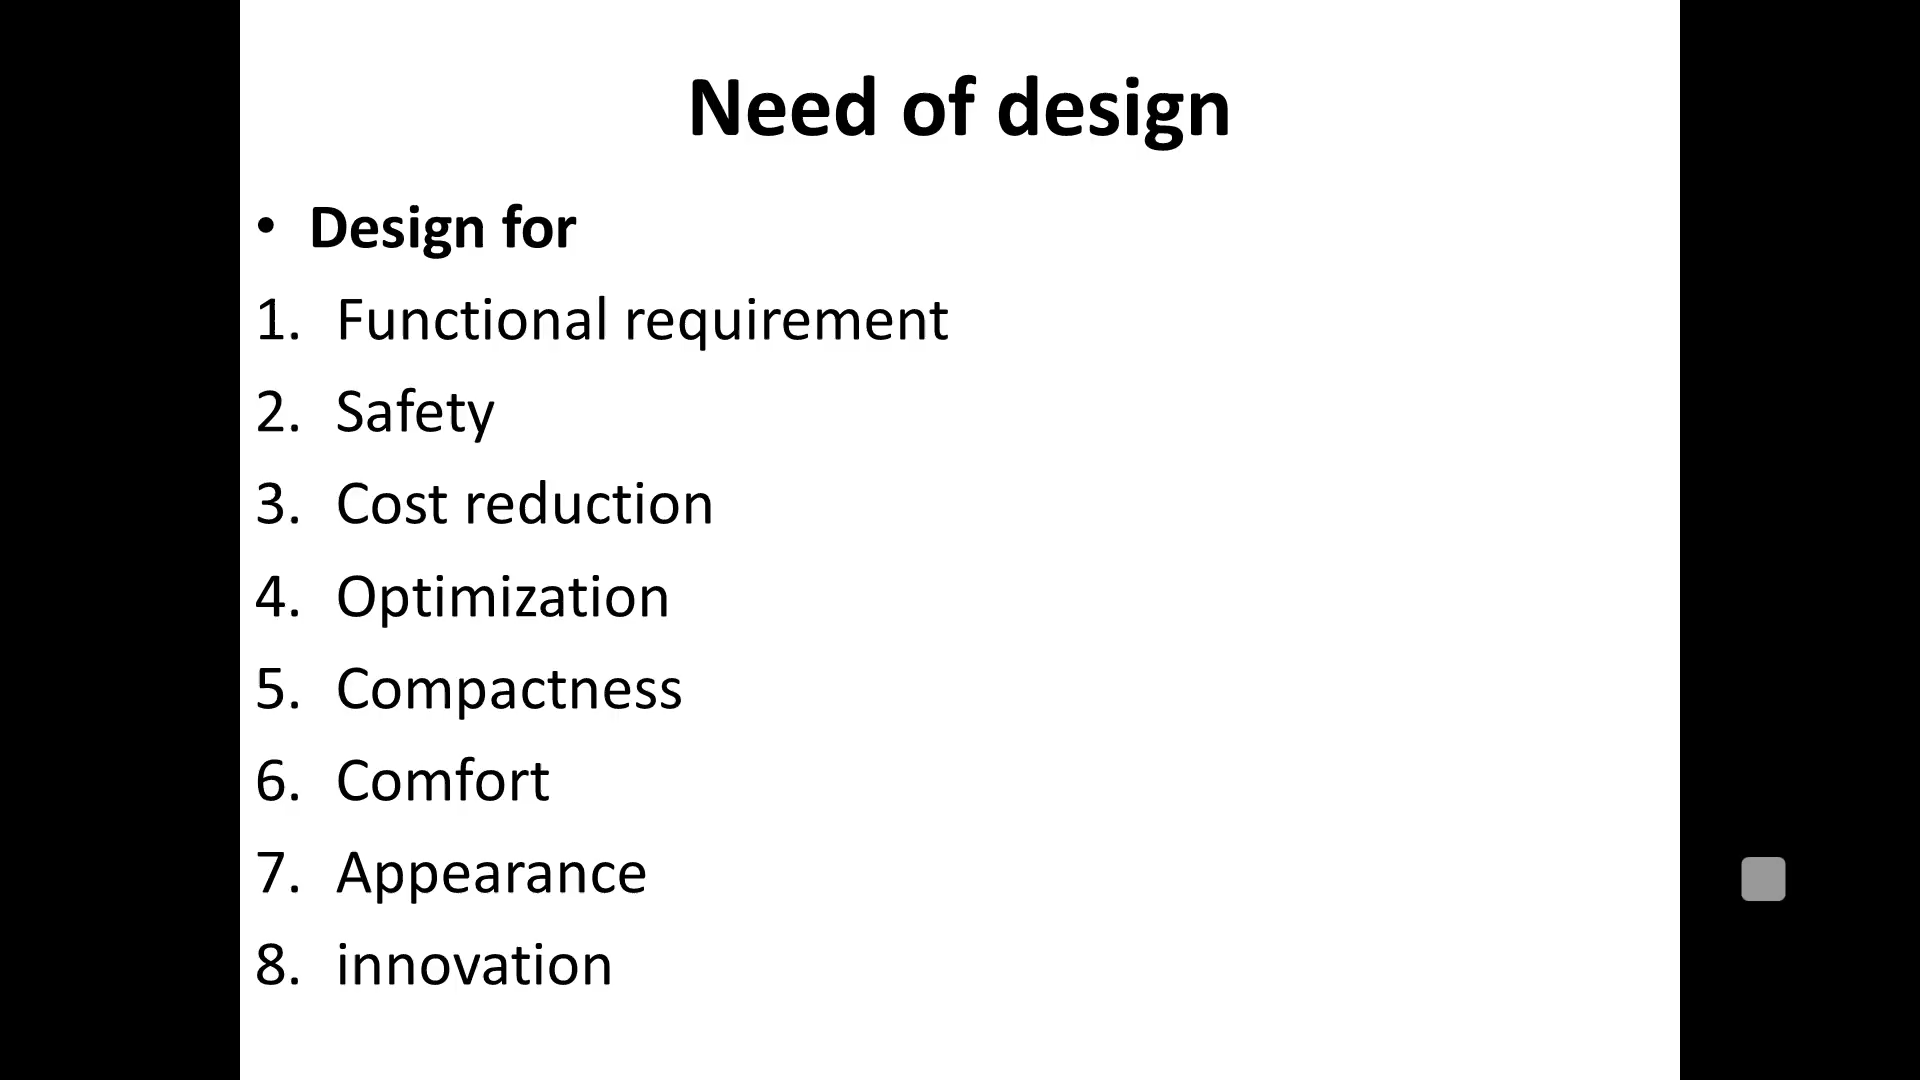 Need of design
• Design for
1. Functional requirement
2. Safety
3. Cost reduction
4. Optimization
5. Compactness
6. Comfort
7. Appearance
8. innovation